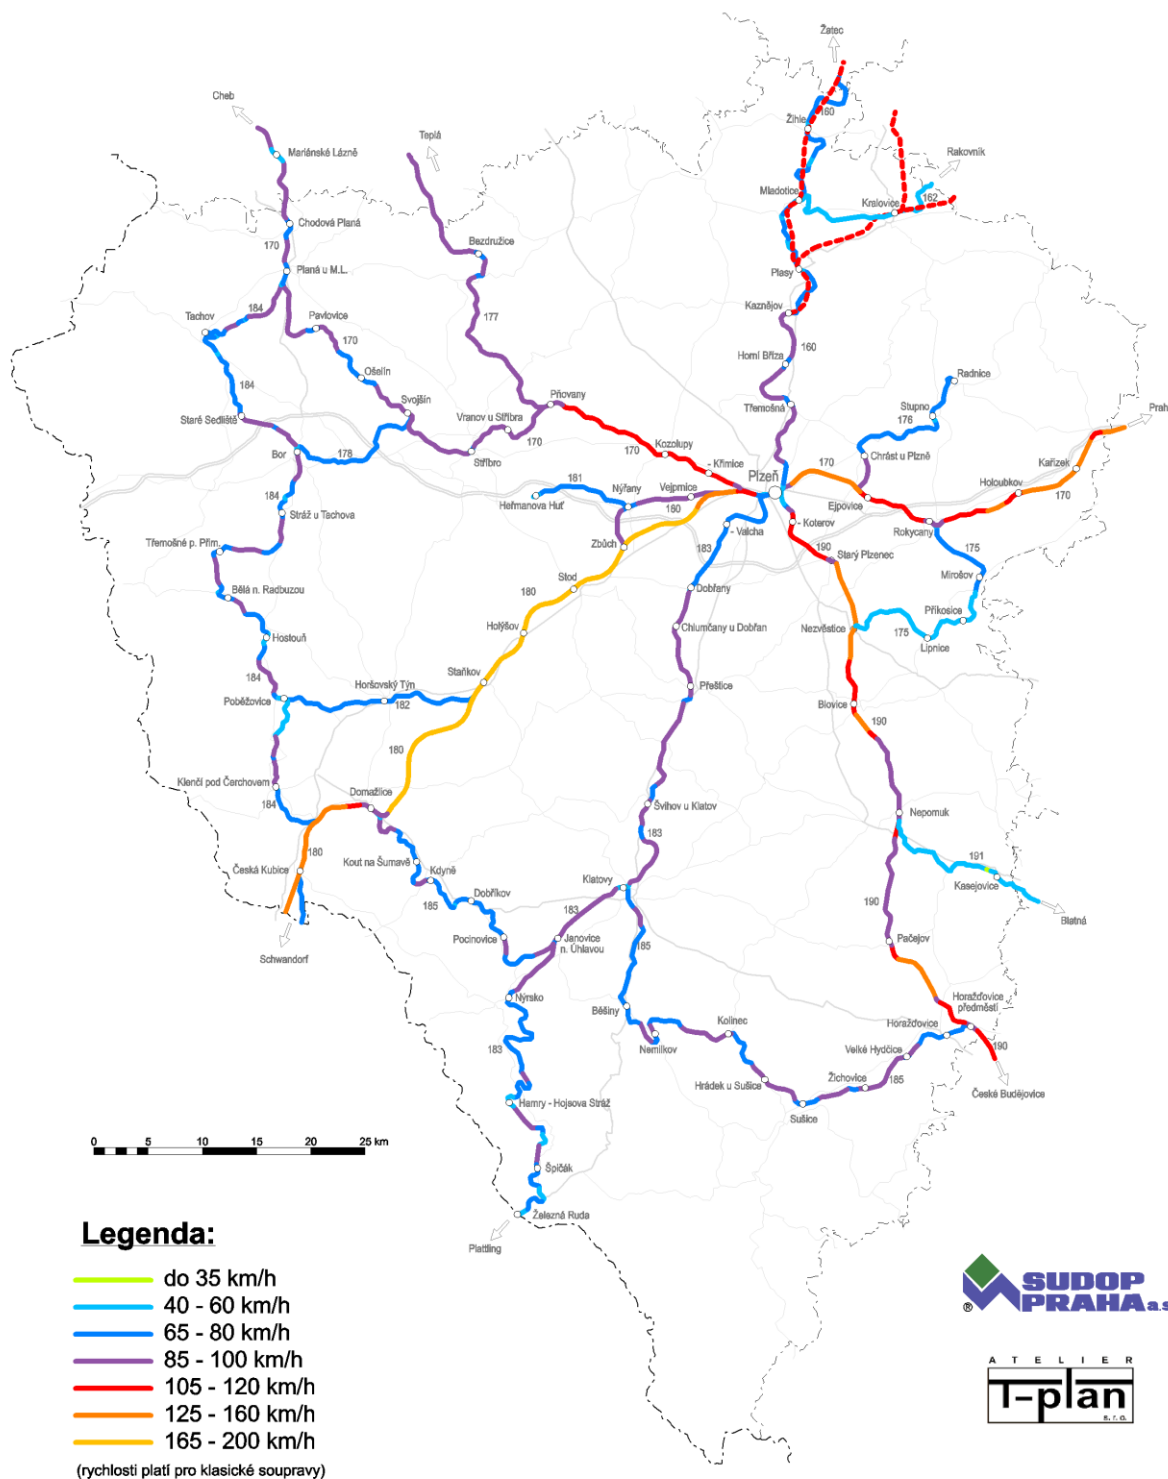 Žatec
Cheb
Teplá
160
Žihle
Mariánské Lázně
Rakovník
Mladotice
162
Kralovice
Chodová Planá
170
Bezdružice
Planá u M.L.
Plasy
184
Kaznějov
177
Tachov
Pavlovice
170
160
Horní Bříza
Ošelín
Radnice
184
Svojšín
Pňovany
Třemošná
Stupno
176
Prah
Staré Sedliště
Vranov u Stříbra
170
Kozolupy
170
Bor
178
Stříbro
Chrást u Plzně
- Křimice
170
Kařízek
Plzeň
161
Nýřany
Vejprnice
Holoubkov
170
184
Heřmanova Huť
180
Ejpovice
Stráž u Tachova
- Valcha
- Koterov
Rokycany
Třemošné p. Přim.
Zbůch
183
190
Starý Plzenec
175
Stod
Mirošov
Bělá n. Radbuzou
180
Dobřany
Příkosice
Hostouň
Holýšov
Chlumčany u Dobřan
Nezvěstice
175
Lipnice
184
Staňkov
Přeštice
Poběžovice
Horšovský Týn
182
Blovice
190
180
Klenčí pod Čerchovem
Domažlice
184
Švihov u Klatov
Nepomuk
183
180
Česká Kubice
Kout na Šumavě
Kdyně
191
Kasejovice
185
Dobříkov
Klatovy
183
190
Blatná
Schwandorf
Pocinovice
Janovice
n. Úhlavou
185
Pačejov
Nýrsko
Běšiny
Horažďovice
předměstí
Kolinec
Horažďovice
183
Nemilkov
Velké Hydčice
190
Hrádek u Sušice
Žichovice
185
České Budějovice
Hamry - Hojsova Stráž
Sušice
0 5 10 15 20 25 km
Špičák
Železná Ruda
Plattling
Legenda:
do 35 km/h
40 - 60 km/h
65 - 80 km/h
85 - 100 km/h
105 - 120 km/h
125 - 160 km/h
165 - 200 km/h
(rychlosti platí pro klasické soupravy)
SUDOP
® PRAHA a.s
ATELIER
T-plan
s. r. o.